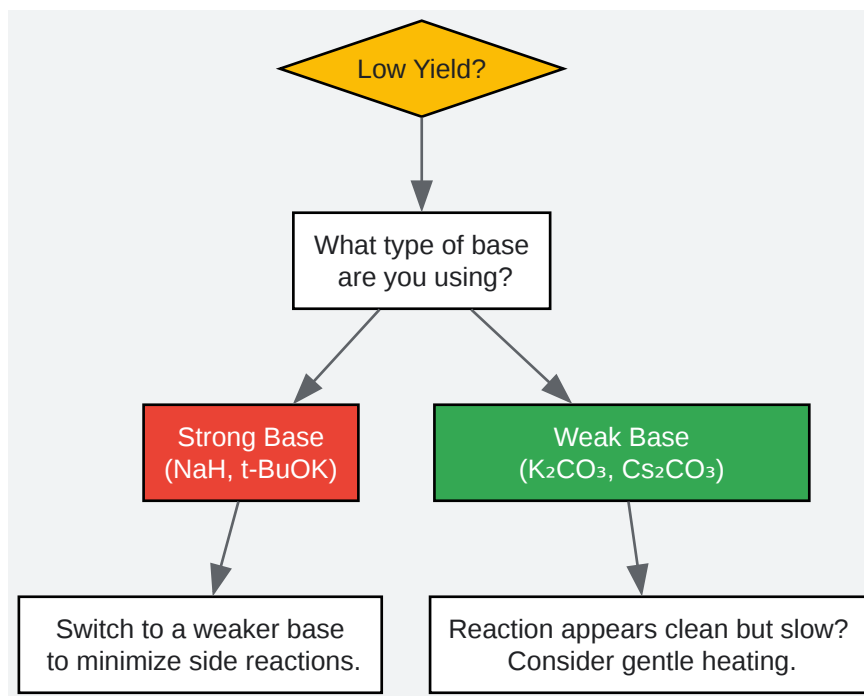 Low Yield?
What type of base
are you using?
Strong Base
(NaH, t-BuOK)
Weak Base
(K₂CO₃, Cs₂CO₃)
Switch to a weaker base
to minimize side reactions.
Reaction appears clean but slow?
Consider gentle heating.